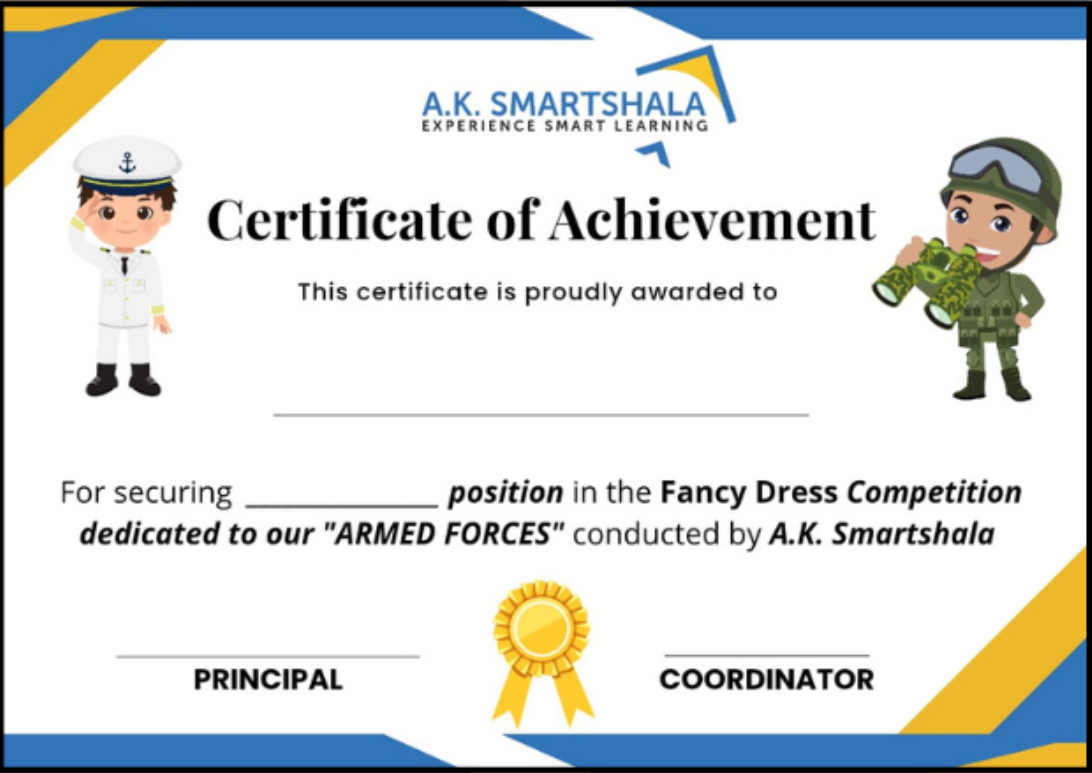 A.K. SMARTSHALA
EXPERIENCE SMART LEARNING
Certificate of Achievement
This certificate is proudly awarded to
For securing ______________ position in the Fancy Dress Competition
dedicated to our "ARMED FORCES" conducted by A.K. Smartshala
PRINCIPAL
COORDINATOR